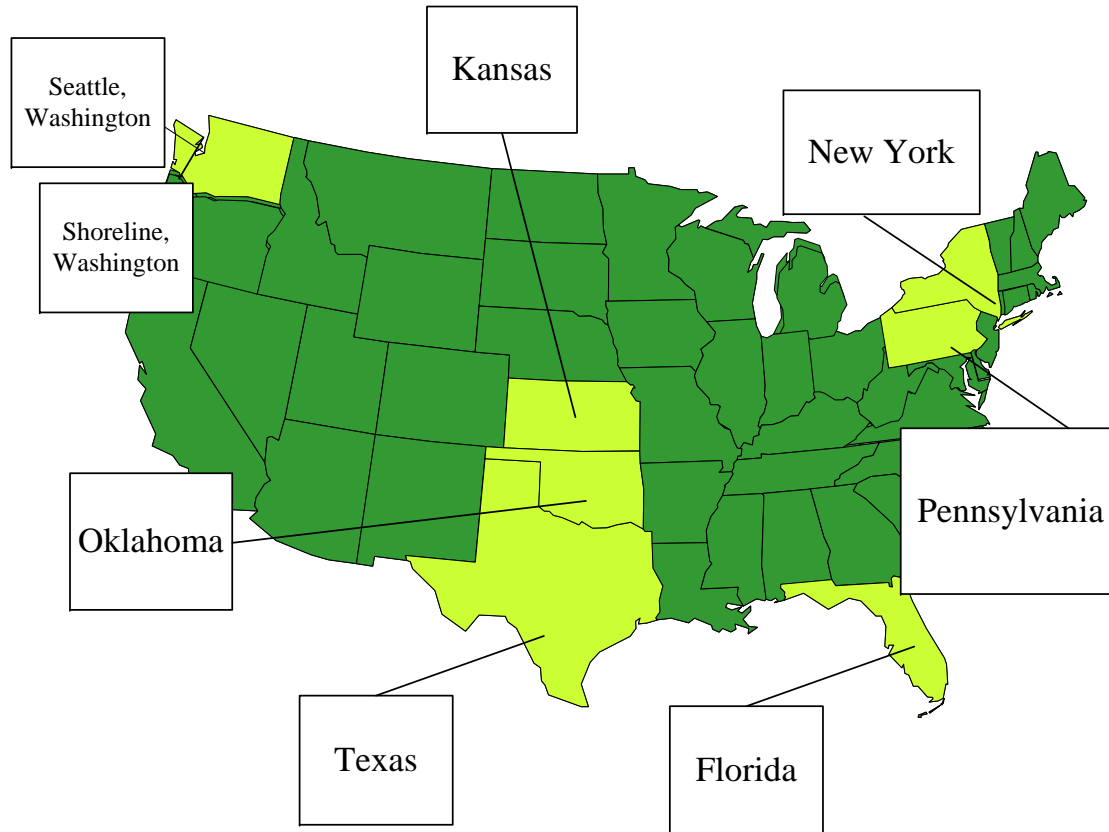 Kansas
Seattle,
Washington
New York
Shoreline,
Washington
Pennsylvania
Oklahoma
Texas
Florida